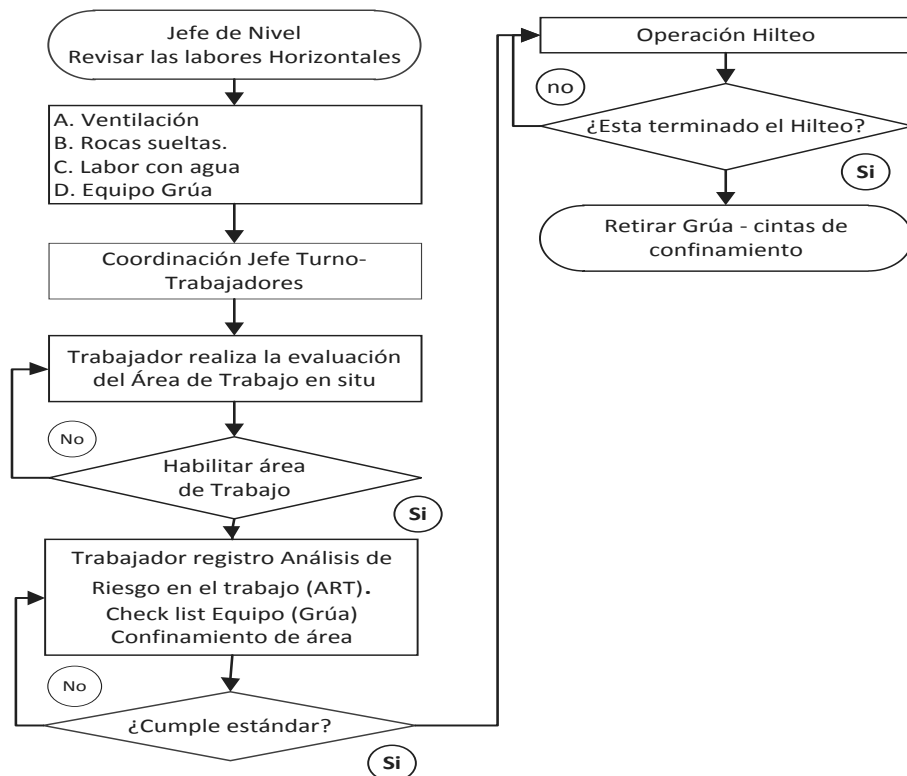 Jefe de Nivel
Revisar las labores Horizontales
A. Ventilación
B. Rocas sueltas.
C. Labor con agua
D. Equipo Grúa
Coordinación Jefe Turno-
Trabajadores
Trabajador realiza la evaluación
del Área de Trabajo en situ
No
Habilitar área
de Trabajo
Si
Trabajador registro Análisis de
Riesgo en el trabajo (ART).
Check list Equipo (Grúa)
Confinamiento de área
No
¿Cumple estándar?
Si
Operación Hilteo
no
¿Esta terminado el Hilteo?
Si
Retirar Grúa - cintas de
confinamiento